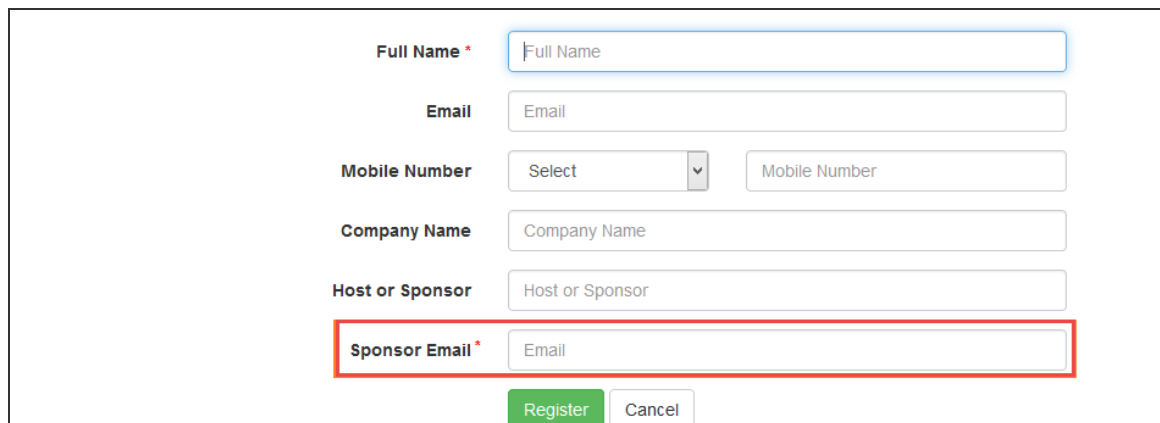 Full Name * Full Name
Email Email
Mobile Number Select Mobile Number
Company Name Company Name
Host or Sponsor Host or Sponsor
Sponsor Email * Email
Register Cancel